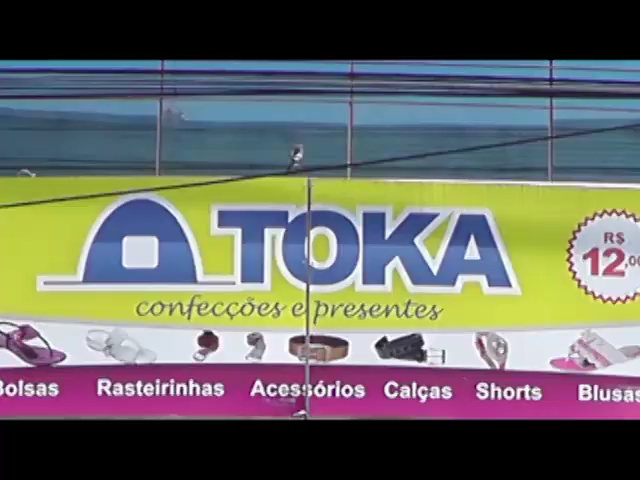 TOKA
confecções e presentes
R$
12,00
Bolsas Rasteirinhas Acessórios Calças Shorts Blusas